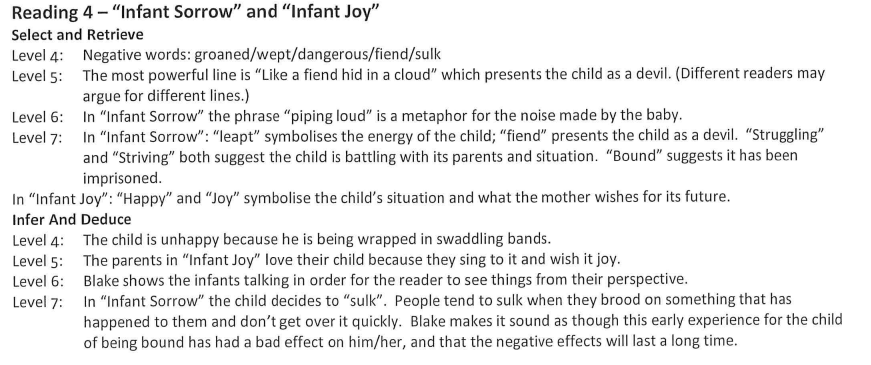 Reading 4 – “Infant Sorrow” and “Infant Joy”
Select and Retrieve
Level 4: Negative words: groaned/wept/dangerous/fiend/sulk
Level 5: The most powerful line is “Like a fiend hid in a cloud” which presents the child as a devil. (Different readers may
argue for different lines.)
Level 6: In “Infant Sorrow” the phrase “piping loud” is a metaphor for the noise made by the baby.
Level 7: In “Infant Sorrow”: “leapt” symbolises the energy of the child; “fiend” presents the child as a devil. “Struggling”
and “Striving” both suggest the child is battling with its parents and situation. “Bound” suggests it has been
imprisoned.
In “Infant Joy”: “Happy” and “Joy” symbolise the child’s situation and what the mother wishes for its future.
Infer And Deduce
Level 4: The child is unhappy because he is being wrapped in swaddling bands.
Level 5: The parents in “Infant Joy” love their child because they sing to it and wish it joy.
Level 6: Blake shows the infants talking in order for the reader to see things from their perspective.
Level 7: In “Infant Sorrow” the child decides to “sulk”. People tend to sulk when they brood on something that has
happened to them and don’t get over it quickly. Blake makes it sound as though this early experience for the child
of being bound has had a bad effect on him/her, and that the negative effects will last a long time.